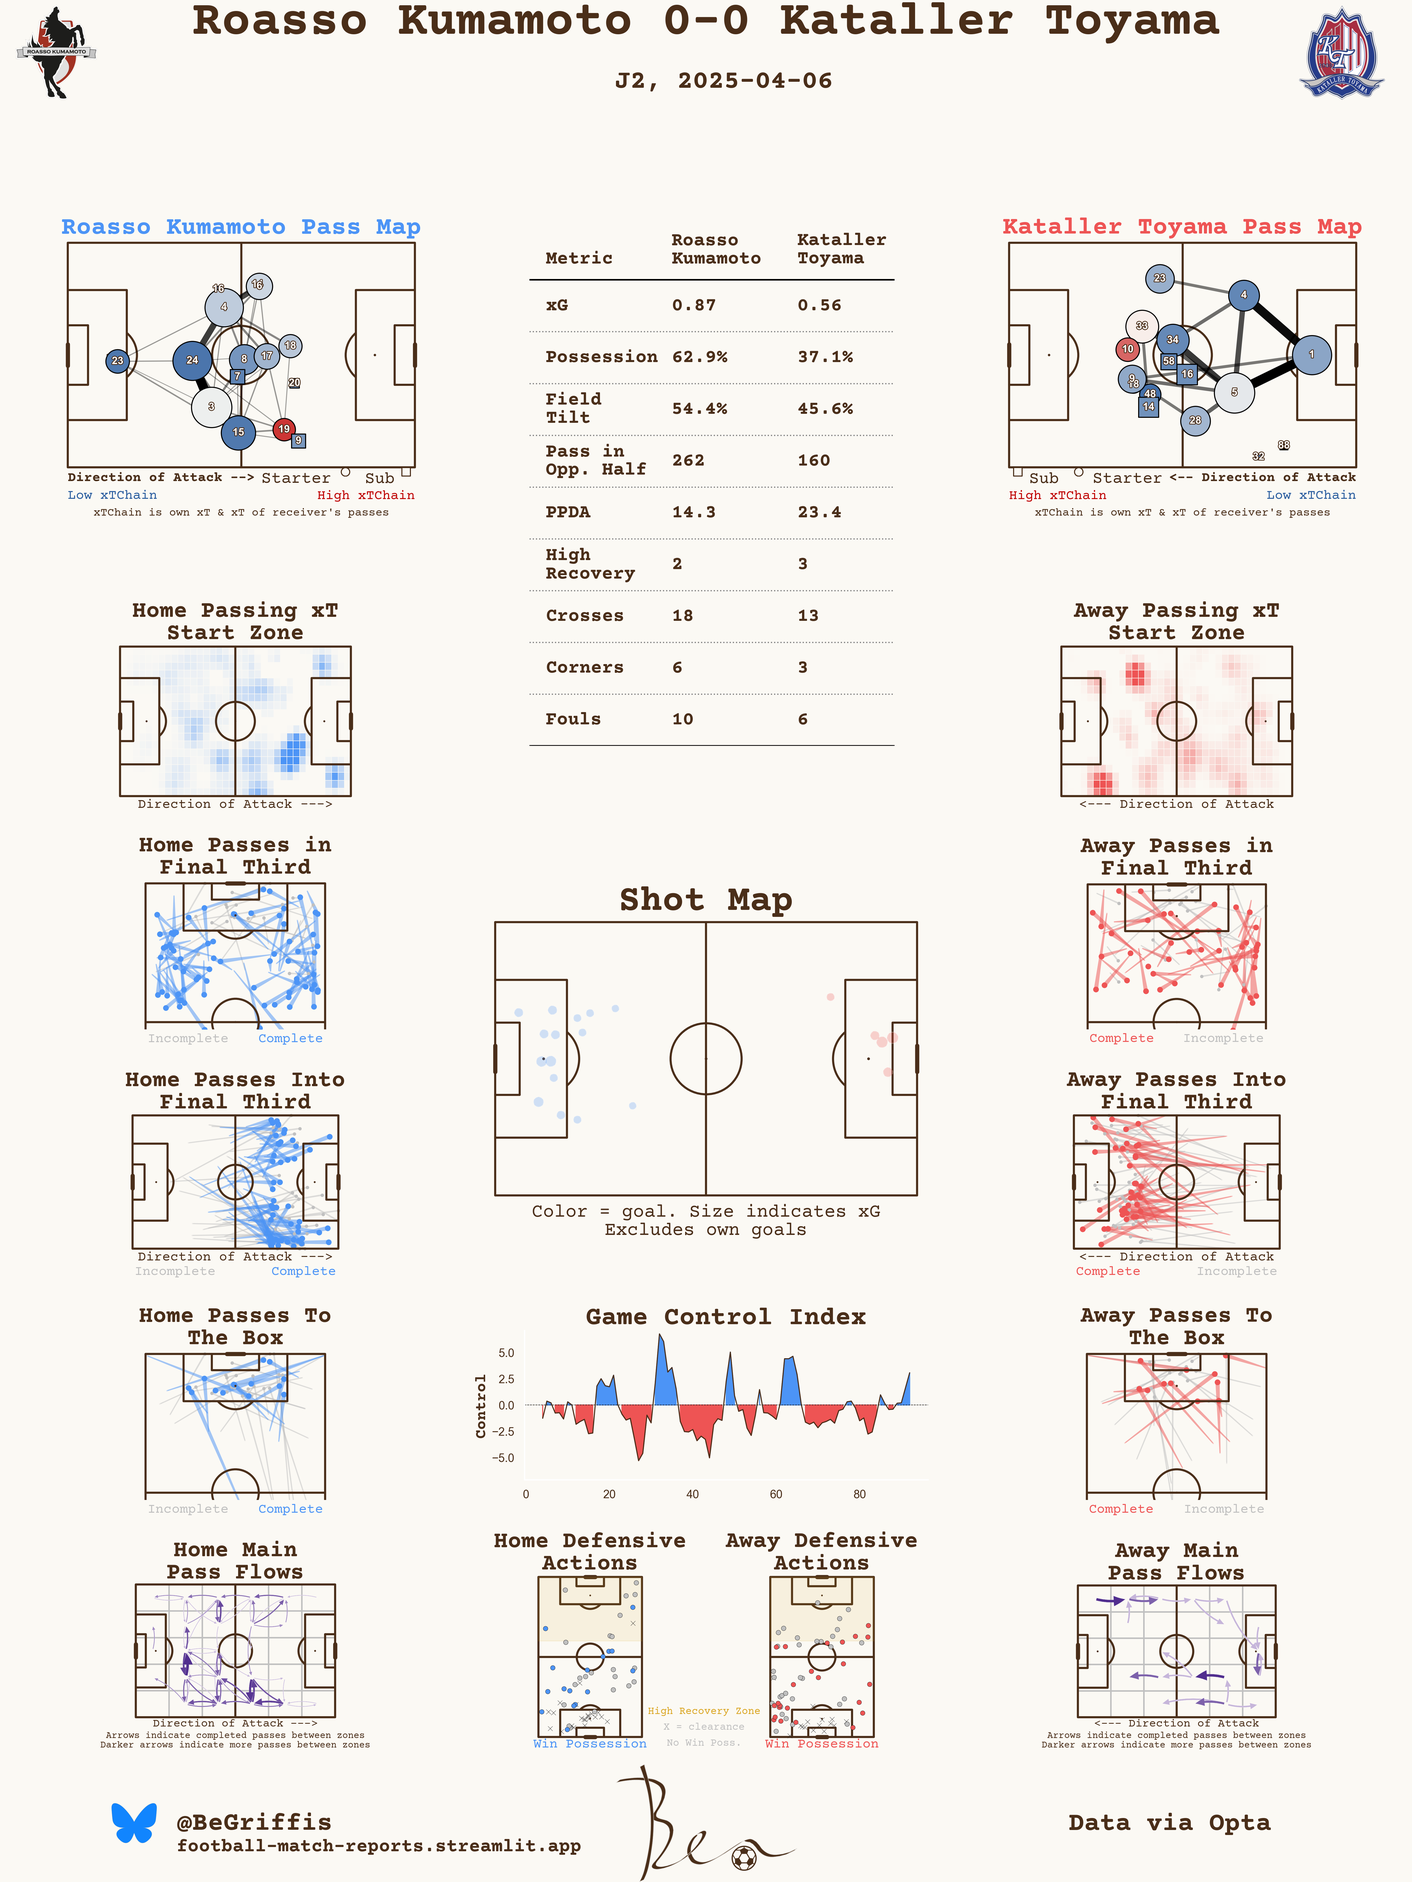 Roasso Kumamoto 0-0 Kataller Toyama
J2, 2025-04-06
ROASSO KUMAMOTO
KT
KATALLER TOYAMA
Roasso Kumamoto Pass Map
16
16
4
23
24
8
17
18
7
20
3
15
19
9
Direction of Attack -->
Starter
Sub
Low xTChain
High xTChain
xTChain is own xT & xT of receiver's passes
Metric
Roasso Kumamoto
Kataller Toyama
xG 0.87 0.56
Possession 62.9% 37.1%
Field Tilt 54.4% 45.6%
Pass in Opp. Half 262 160
PPDA 14.3 23.4
High Recovery 2 3
Crosses 18 13
Corners 6 3
Fouls 10 6
Kataller Toyama Pass Map
23
4
33
34
10
58
1
9
18
16
48
5
14
28
88
32
Sub
Starter
<-- Direction of Attack
High xTChain
Low xTChain
xTChain is own xT & xT of receiver's passes
Home Passing xT
Start Zone
Direction of Attack --->
Away Passing xT
Start Zone
<--- Direction of Attack
Home Passes in
Final Third
Incomplete
Complete
Shot Map
Color = goal. Size indicates xG
Excludes own goals
Away Passes in
Final Third
Complete
Incomplete
Home Passes Into
Final Third
Direction of Attack --->
Incomplete
Complete
Away Passes Into
Final Third
<--- Direction of Attack
Complete
Incomplete
Home Passes To
The Box
Incomplete
Complete
Game Control Index
Control
5.0
2.5
0.0
−2.5
−5.0
0 20 40 60 80
Away Passes To
The Box
Complete
Incomplete
Home Main
Pass Flows
Direction of Attack --->
Arrows indicate completed passes between zones
Darker arrows indicate more passes between zones
Home Defensive
Actions
Win Possession
High Recovery Zone
X = clearance
No Win Poss.
Away Defensive
Actions
Win Possession
Away Main
Pass Flows
<--- Direction of Attack
Arrows indicate completed passes between zones
Darker arrows indicate more passes between zones
@BeGriffis
football-match-reports.streamlit.app
Ben
Data via Opta